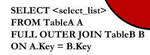 SELECT <select_list>
FROM TableA A
FULL OUTER JOIN TableB B
ON A.Key = B.Key